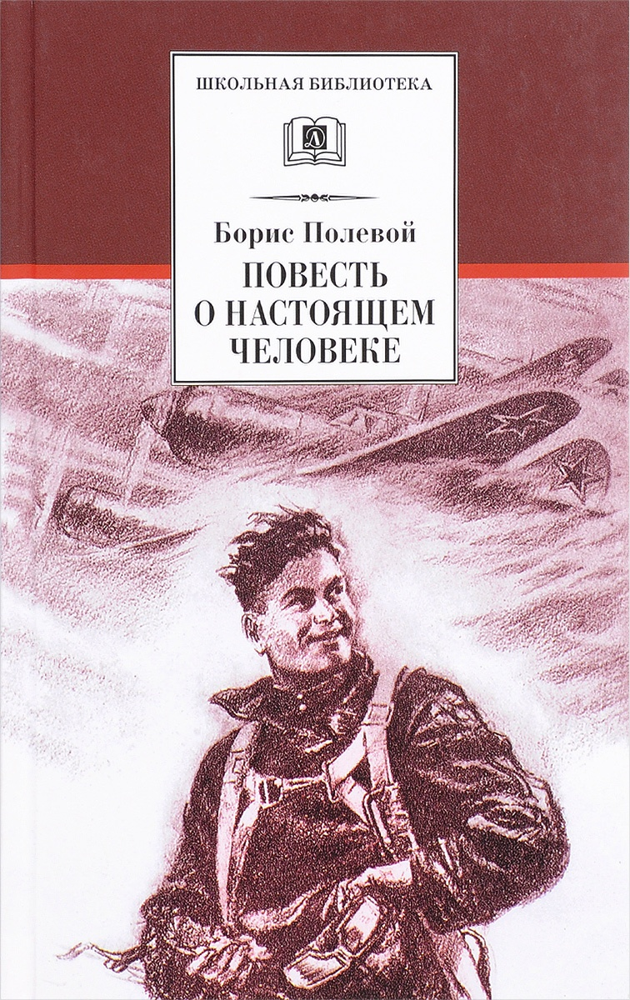 ШКОЛЬНАЯ БИБЛИОТЕКА
Д
Борис Полевой
ПОВЕСТЬ
О НАСТОЯЩЕМ
ЧЕЛОВЕКЕ